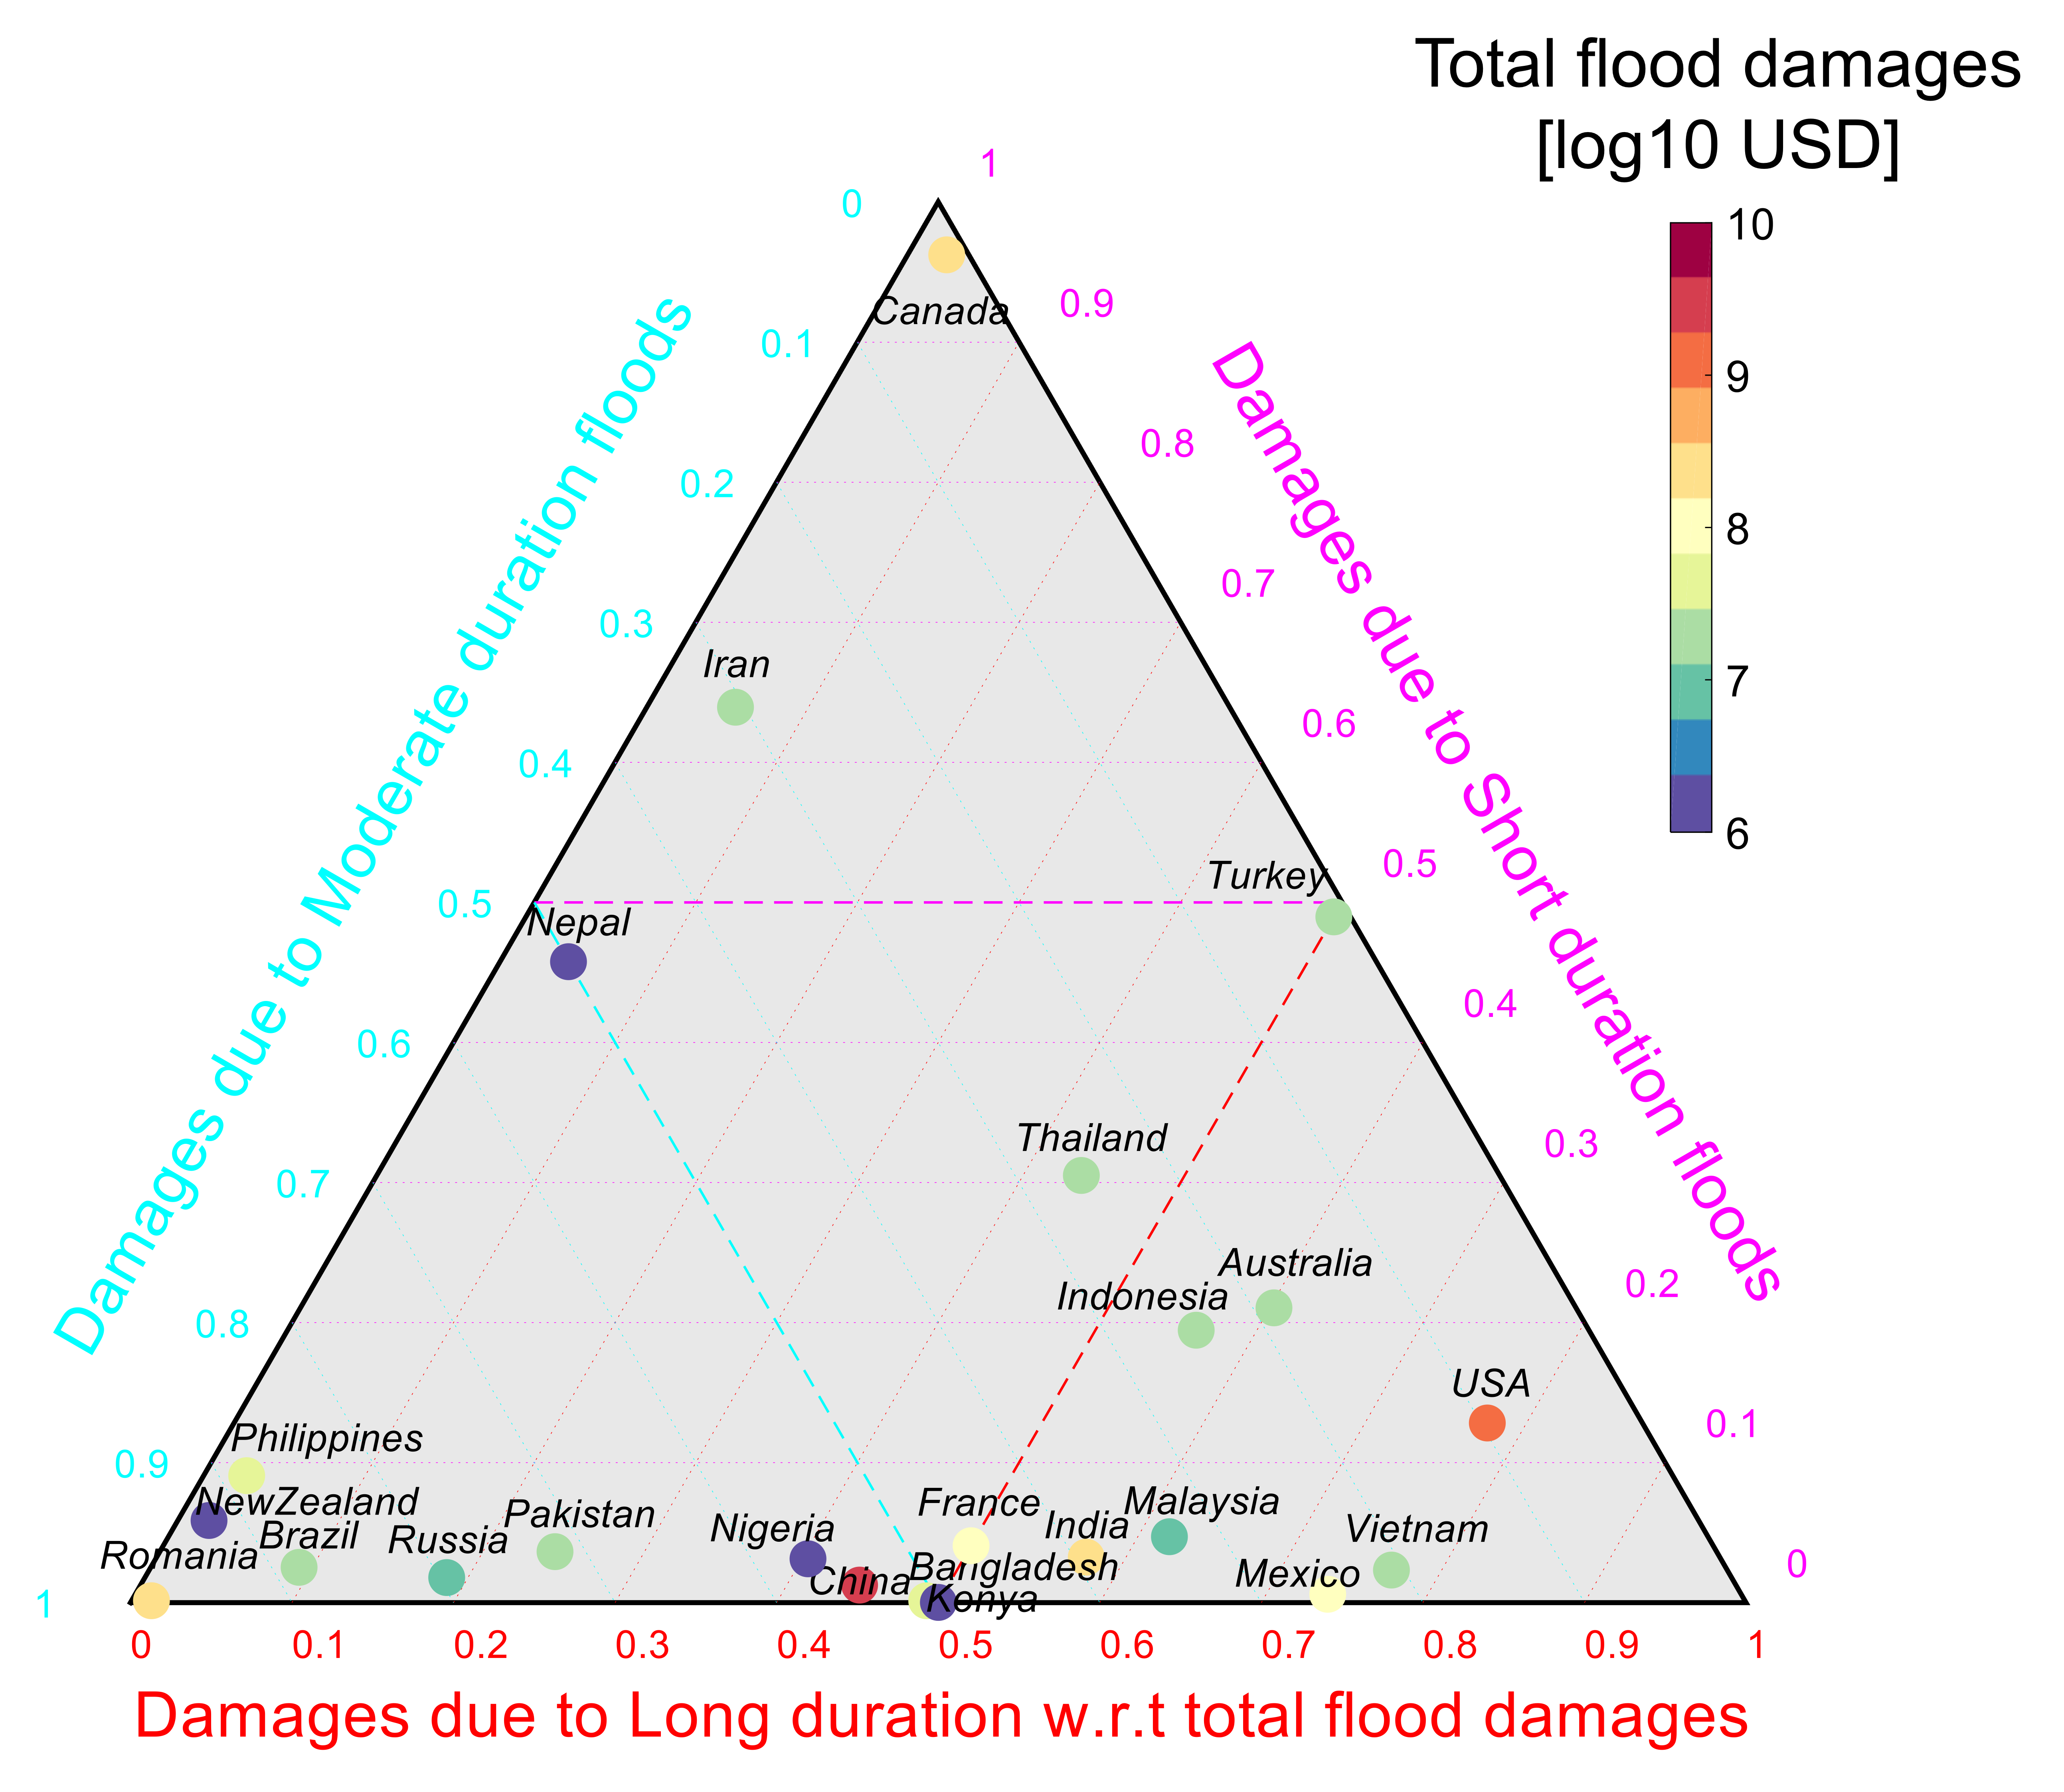 Total flood damages
[log10 USD]
10
9
8
7
6
Damages due to Moderate duration floods
0
0.1
0.2
0.3
0.4
0.5
0.6
0.7
0.8
0.9
1
Damages due to Short duration floods
1
0.9
0.8
0.7
0.6
0.5
0.4
0.3
0.2
0.1
0
Canada
Iran
Turkey
Nepal
Thailand
Australia
Indonesia
USA
Philippines
NewZealand
Brazil
Romania
Russia
Pakistan
Nigeria
China
France
Bangladesh
Kenya
India
Malaysia
Mexico
Vietnam
0 0.1 0.2 0.3 0.4 0.5 0.6 0.7 0.8 0.9 1
Damages due to Long duration w.r.t total flood damages